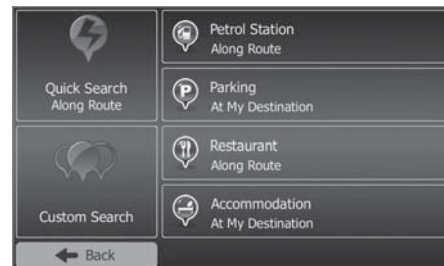 Quick Search
Along Route
Custom Search
Back
Petrol Station
Along Route
P
Parking
At My Destination
Restaurant
Along Route
Accommodation
At My Destination